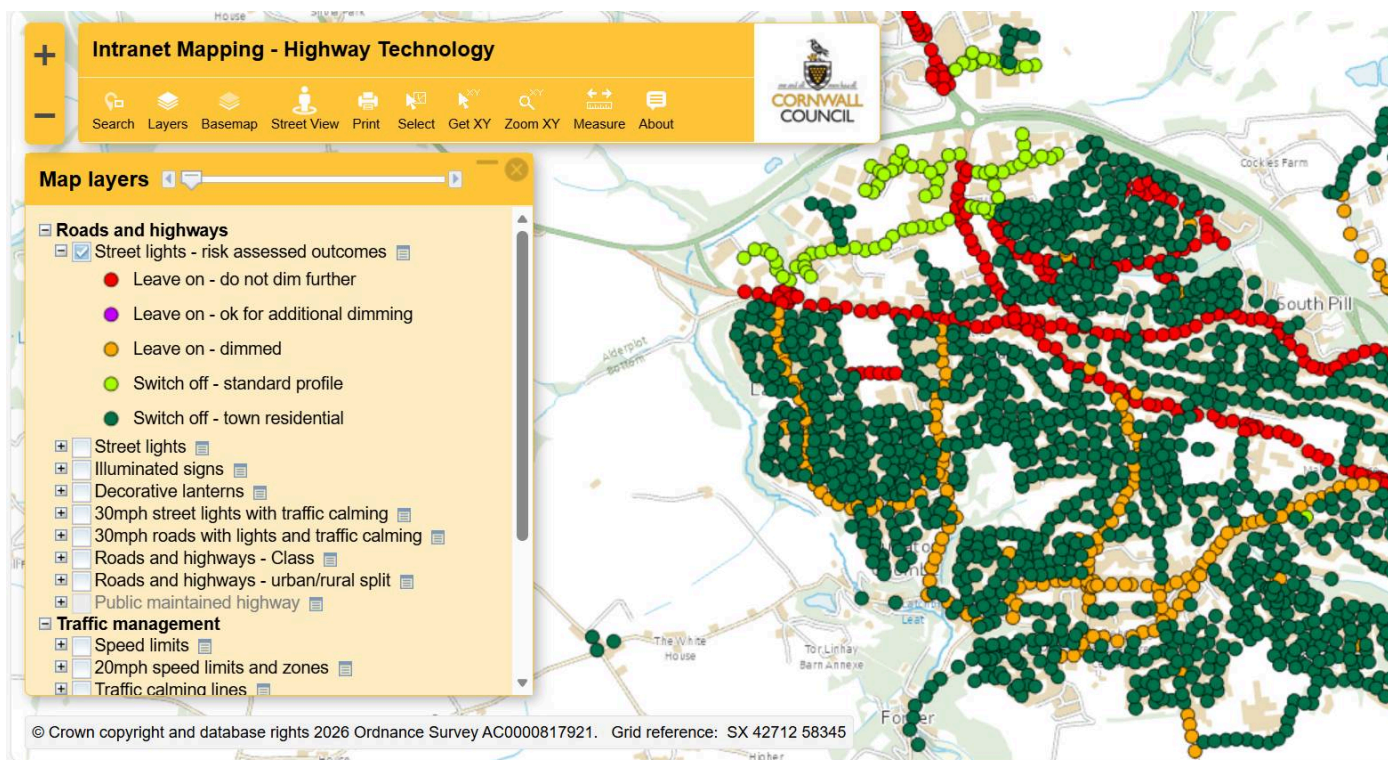 House
Intranet Mapping - Highway Technology
CORNWALL
COUNCIL
+
−
XY
XY
Search Layers Basemap Street View Print Select Get XY Zoom XY Measure About
Map layers
Roads and highways
Street lights - risk assessed outcomes
Leave on - do not dim further
Leave on - ok for additional dimming
Leave on - dimmed
Switch off - standard profile
Switch off - town residential
Street lights
Illuminated signs
Decorative lanterns
30mph street lights with traffic calming
30mph roads with lights and traffic calming
Roads and highways - Class
Roads and highways - urban/rural split
Public maintained highway
Traffic management
Speed limits
20mph speed limits and zones
Traffic calming lines
Cockles Farm
South Pill
Alderplot
Bottom
Leat
The White
House
Tor Linhay
Barn Annexe
© Crown copyright and database rights 2026 Ordnance Survey AC0000817921. Grid reference: SX 42712 58345
House
Higher